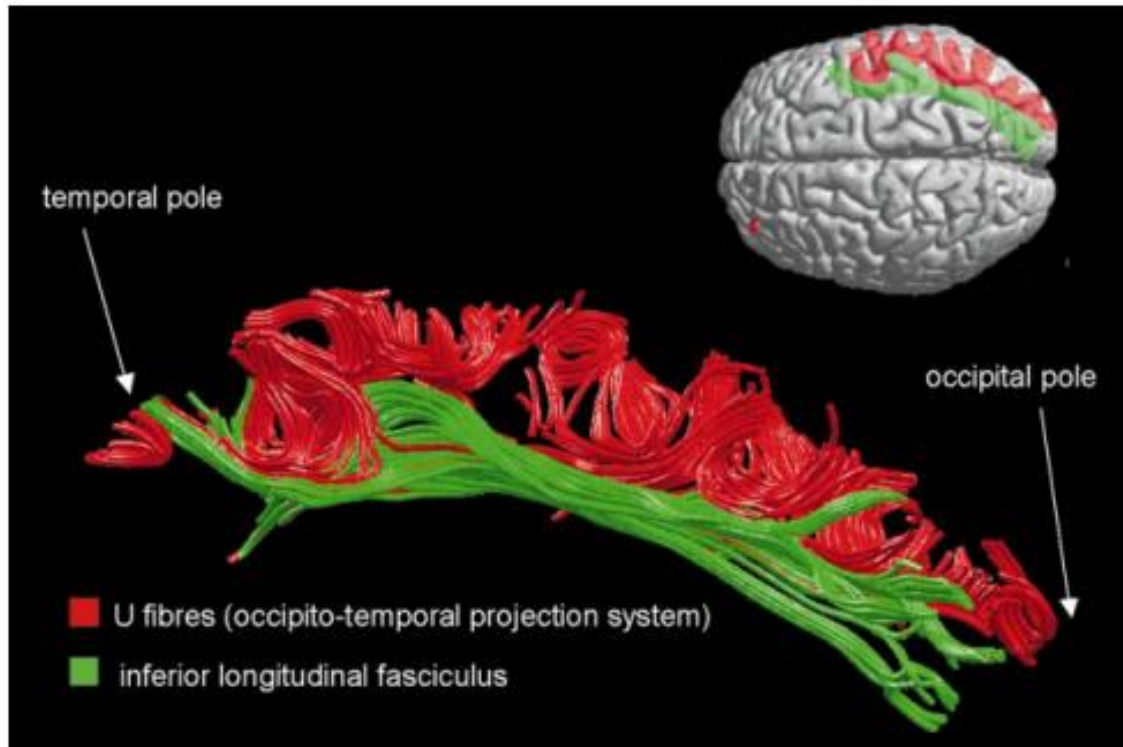 temporal pole
occipital pole
U fibres (occipito-temporal projection system)
inferior longitudinal fasciculus